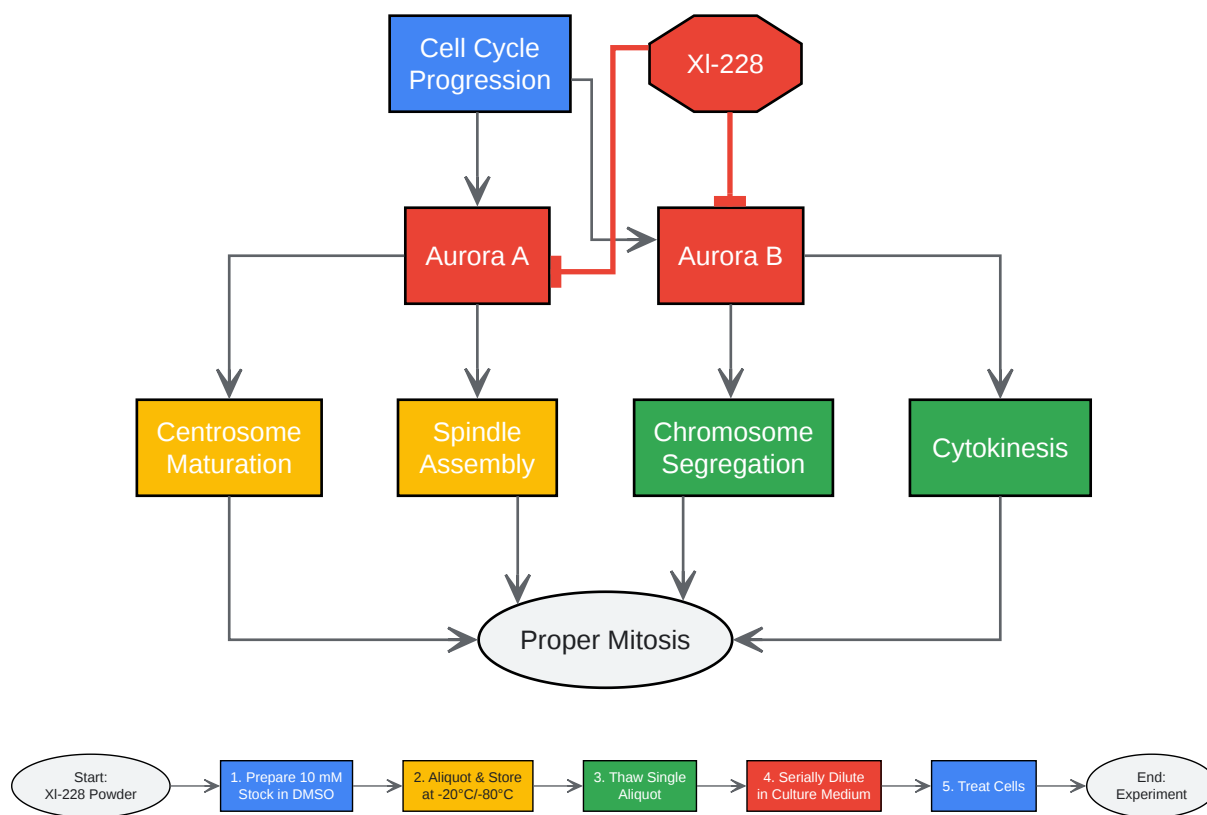 Cell Cycle
Progression
Xl-228
Aurora A
Aurora B
Centrosome
Maturation
Spindle
Assembly
Chromosome
Segregation
Cytokinesis
Proper Mitosis
Start:
Xl-228 Powder
1. Prepare 10 mM
Stock in DMSO
2. Aliquot & Store
at -20°C/-80°C
3. Thaw Single
Aliquot
4. Serially Dilute
in Culture Medium
5. Treat Cells
End:
Experiment